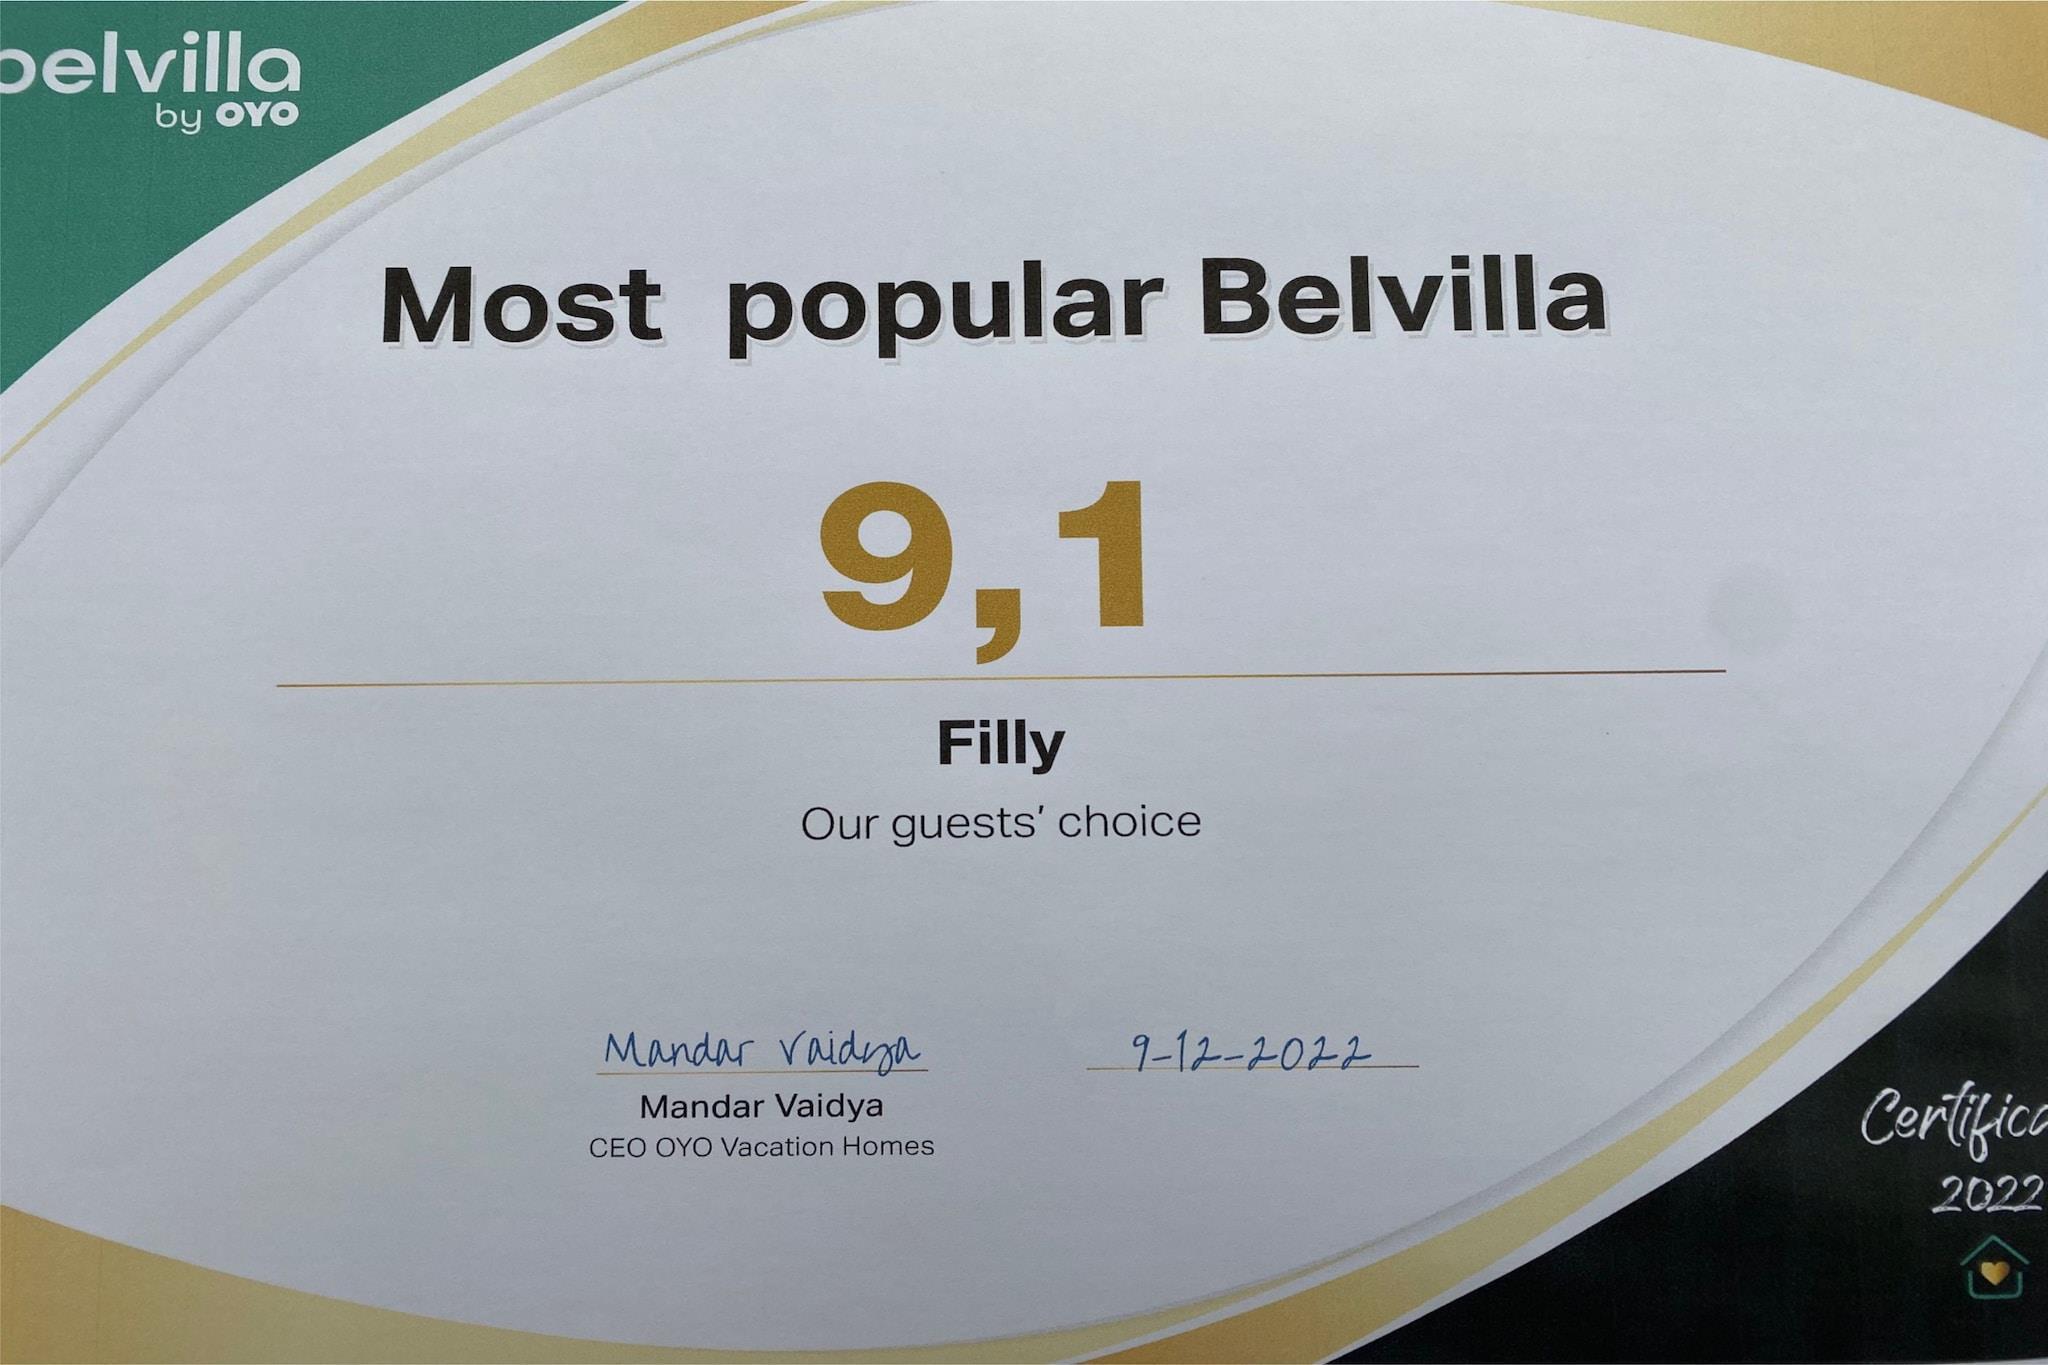 belvilla
by OYO
Most popular Belvilla
9,1
Filly
Our guests' choice
Mandar Vaidya
9-12-2022
Mandar Vaidya
CEO OYO Vacation Homes
Certifica
2022